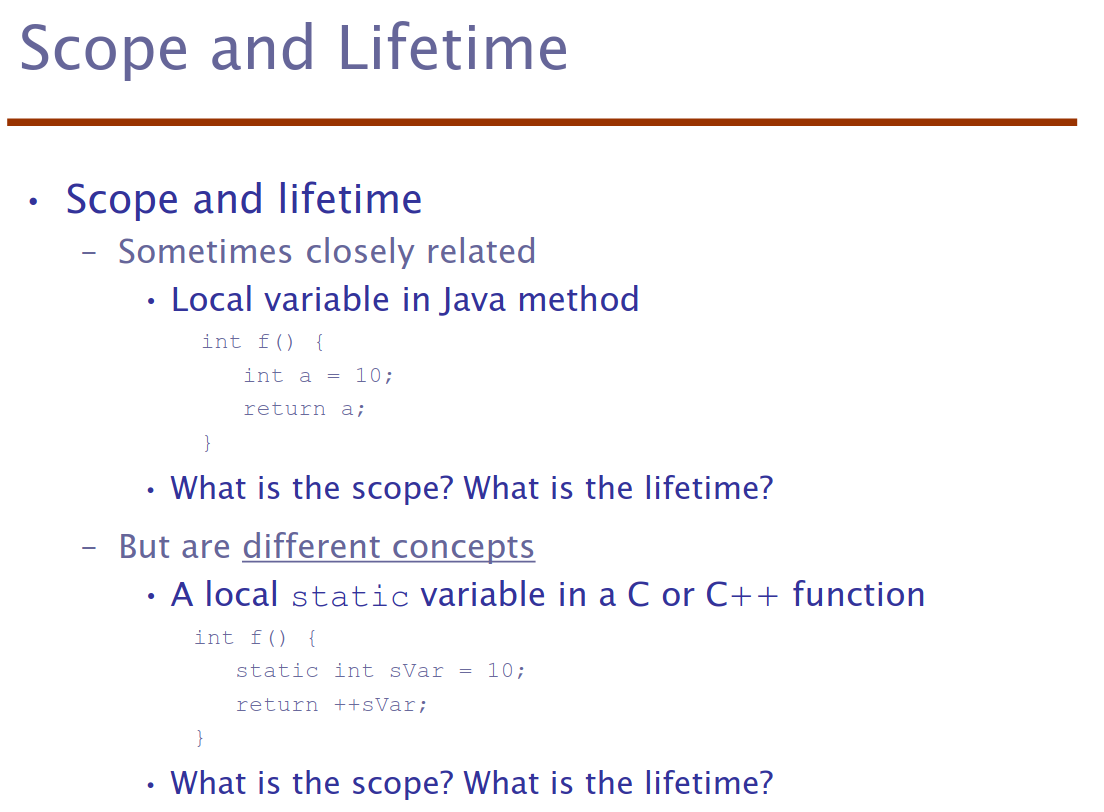 Scope and Lifetime
• Scope and lifetime
– Sometimes closely related
• Local variable in Java method
int f() {
int a = 10;
return a;
}
• What is the scope? What is the lifetime?
– But are different concepts
• A local static variable in a C or C++ function
int f() {
static int sVar = 10;
return ++sVar;
}
• What is the scope? What is the lifetime?